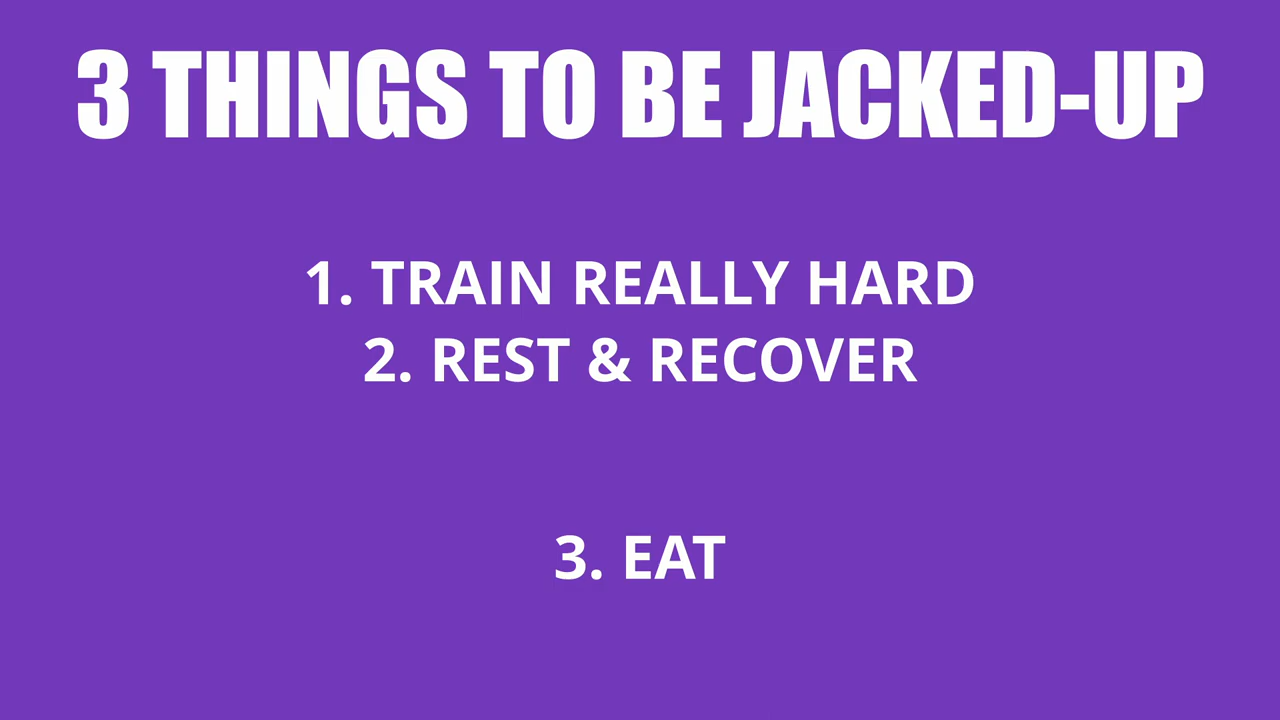 3 THINGS TO BE JACKED-UP
1. TRAIN REALLY HARD
2. REST & RECOVER
3. EAT